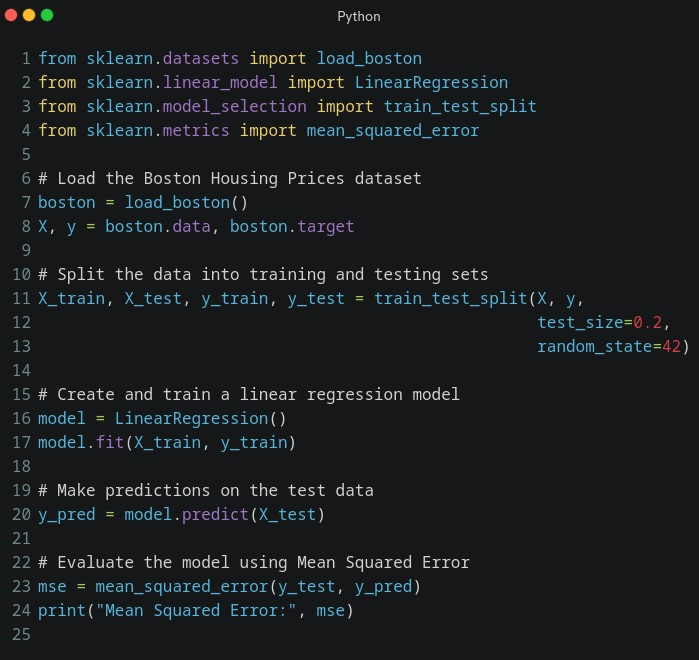 Python
1 from sklearn.datasets import load_boston
2 from sklearn.linear_model import LinearRegression
3 from sklearn.model_selection import train_test_split
4 from sklearn.metrics import mean_squared_error
5
6 # Load the Boston Housing Prices dataset
7 boston = load_boston()
8 X, y = boston.data, boston.target
9
10 # Split the data into training and testing sets
11 X_train, X_test, y_train, y_test = train_test_split(X, y,
12                                                     test_size=0.2,
13                                                     random_state=42)
14
15 # Create and train a linear regression model
16 model = LinearRegression()
17 model.fit(X_train, y_train)
18
19 # Make predictions on the test data
20 y_pred = model.predict(X_test)
21
22 # Evaluate the model using Mean Squared Error
23 mse = mean_squared_error(y_test, y_pred)
24 print("Mean Squared Error:", mse)
25